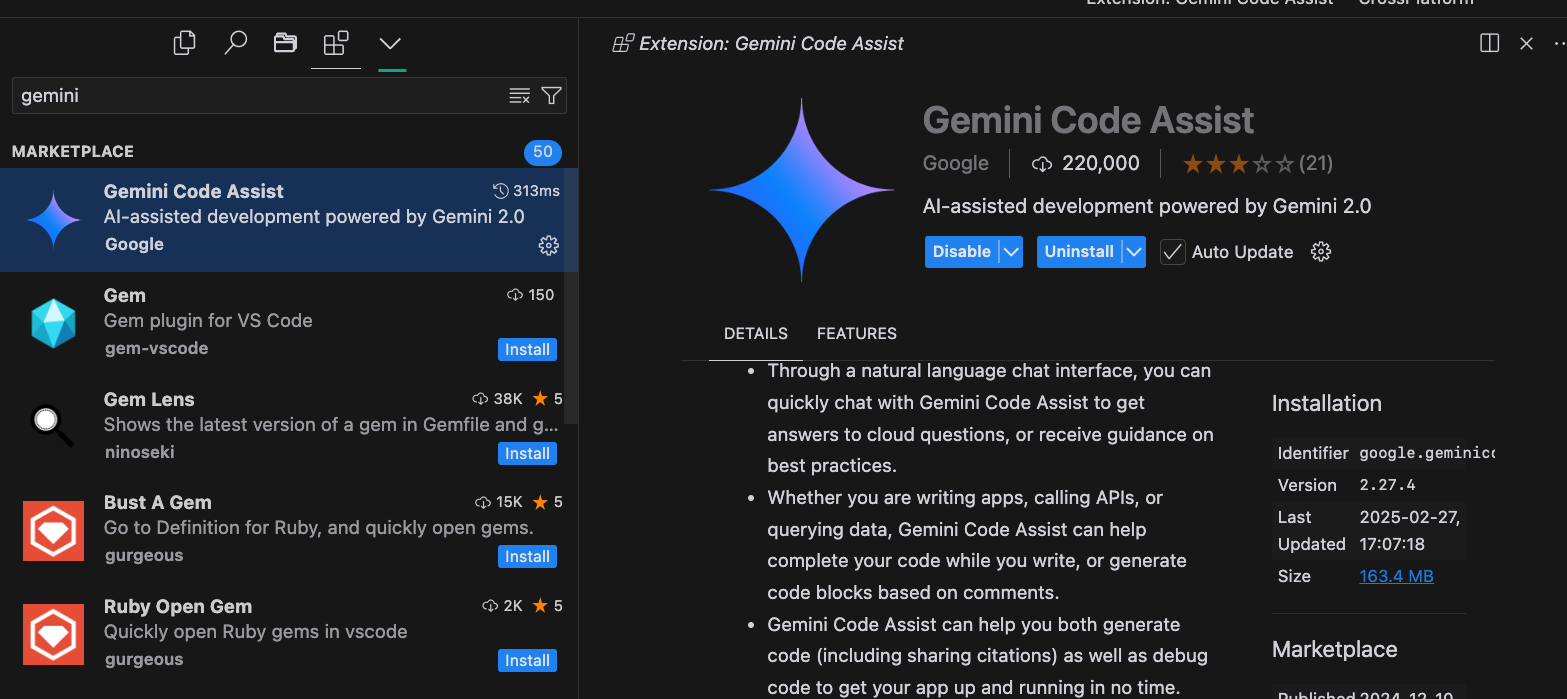 Extension: Gemini Code Assist — CrossPlatform
Extension: Gemini Code Assist
gemini
MARKETPLACE
50
Gemini Code Assist
313ms
AI-assisted development powered by Gemini 2.0
Google
Gem
150
Gem plugin for VS Code
gem-vscode
Install
Gem Lens
38K ★ 5
Shows the latest version of a gem in Gemfile and g...
ninoseki
Install
Bust A Gem
15K ★ 5
Go to Definition for Ruby, and quickly open gems.
gurgeous
Install
Ruby Open Gem
2K ★ 5
Quickly open Ruby gems in vscode
gurgeous
Install
Gemini Code Assist
Google
220,000
★★★☆☆(21)
AI-assisted development powered by Gemini 2.0
Disable
Uninstall
Auto Update
DETAILS
FEATURES
• Through a natural language chat interface, you can
quickly chat with Gemini Code Assist to get
answers to cloud questions, or receive guidance on
best practices.
• Whether you are writing apps, calling APIs, or
querying data, Gemini Code Assist can help
complete your code while you write, or generate
code blocks based on comments.
• Gemini Code Assist can help you both generate
code (including sharing citations) as well as debug
code to get your app up and running in no time.
Installation
Identifier google.geminico
Version 2.27.4
Last 2025-02-27,
Updated 17:07:18
Size 163.4 MB
Marketplace
Published 2024-12-10